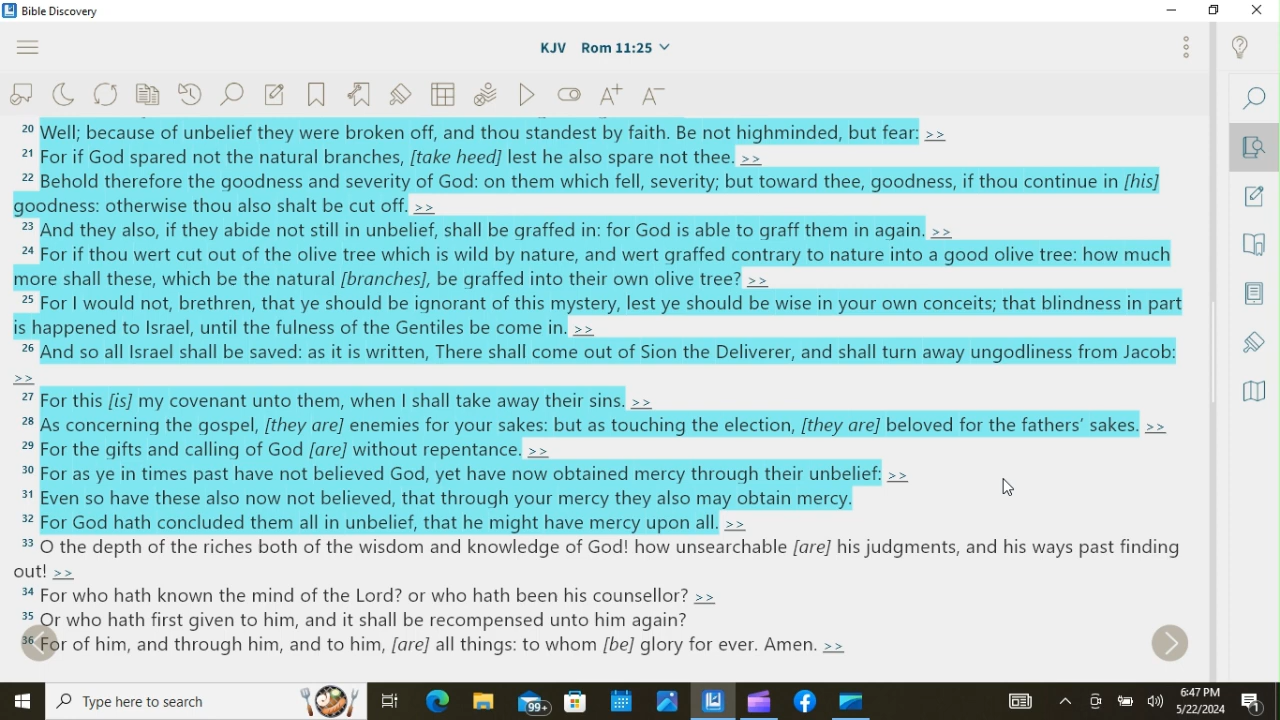 Bible Discovery
KJV Rom 11:25
A+ A-
20 Well; because of unbelief they were broken off, and thou standest by faith. Be not highminded, but fear: >>
21 For if God spared not the natural branches, [take heed] lest he also spare not thee. >>
22 Behold therefore the goodness and severity of God: on them which fell, severity; but toward thee, goodness, if thou continue in [his]
goodness: otherwise thou also shalt be cut off. >>
23 And they also, if they abide not still in unbelief, shall be graffed in: for God is able to graff them in again. >>
24 For if thou wert cut out of the olive tree which is wild by nature, and wert graffed contrary to nature into a good olive tree: how much
more shall these, which be the natural [branches], be graffed into their own olive tree? >>
25 For I would not, brethren, that ye should be ignorant of this mystery, lest ye should be wise in your own conceits; that blindness in part
is happened to Israel, until the fulness of the Gentiles be come in. >>
26 And so all Israel shall be saved: as it is written, There shall come out of Sion the Deliverer, and shall turn away ungodliness from Jacob:
>>
27 For this [is] my covenant unto them, when I shall take away their sins. >>
28 As concerning the gospel, [they are] enemies for your sakes: but as touching the election, [they are] beloved for the fathers' sakes. >>
29 For the gifts and calling of God [are] without repentance. >>
30 For as ye in times past have not believed God, yet have now obtained mercy through their unbelief: >>
31 Even so have these also now not believed, that through your mercy they also may obtain mercy.
32 For God hath concluded them all in unbelief, that he might have mercy upon all. >>
33 O the depth of the riches both of the wisdom and knowledge of God! how unsearchable [are] his judgments, and his ways past finding
out! >>
34 For who hath known the mind of the Lord? or who hath been his counsellor? >>
35 Or who hath first given to him, and it shall be recompensed unto him again?
36 For of him, and through him, and to him, [are] all things: to whom [be] glory for ever. Amen. >>
Type here to search
99+
6:47 PM
5/22/2024
1